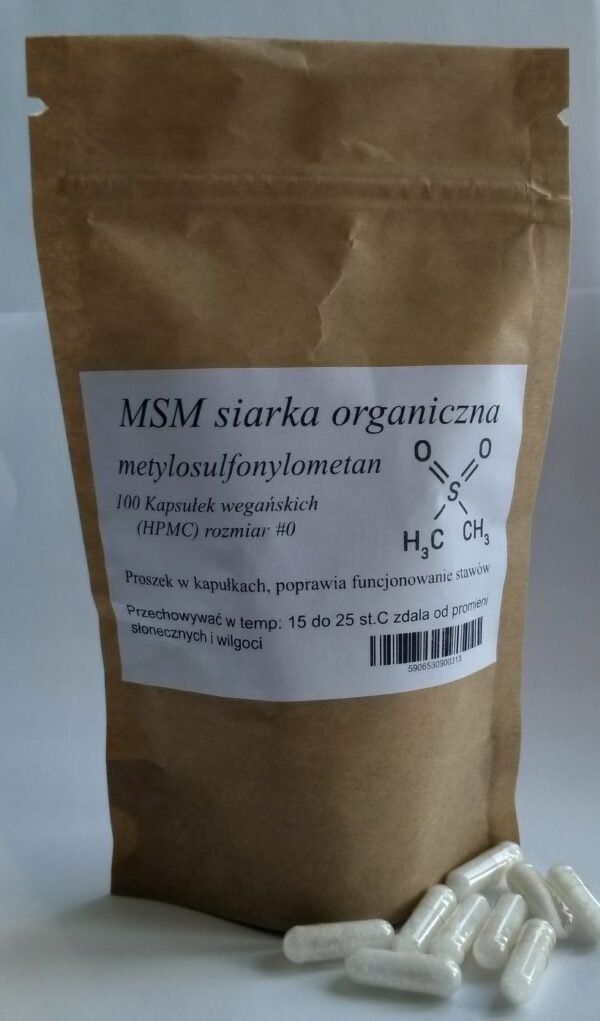 MSM siarka organiczna
metylosulfonylometan
100 Kapsułek wegańskich
(HPMC) rozmiar #0
O O
S
H3C CH3
Proszek w kapułkach, poprawia funcjonowanie stawów
Przechowywać w temp: 15 do 25 st.C zdala od promieni
słonecznych i wilgoci
5906530900313